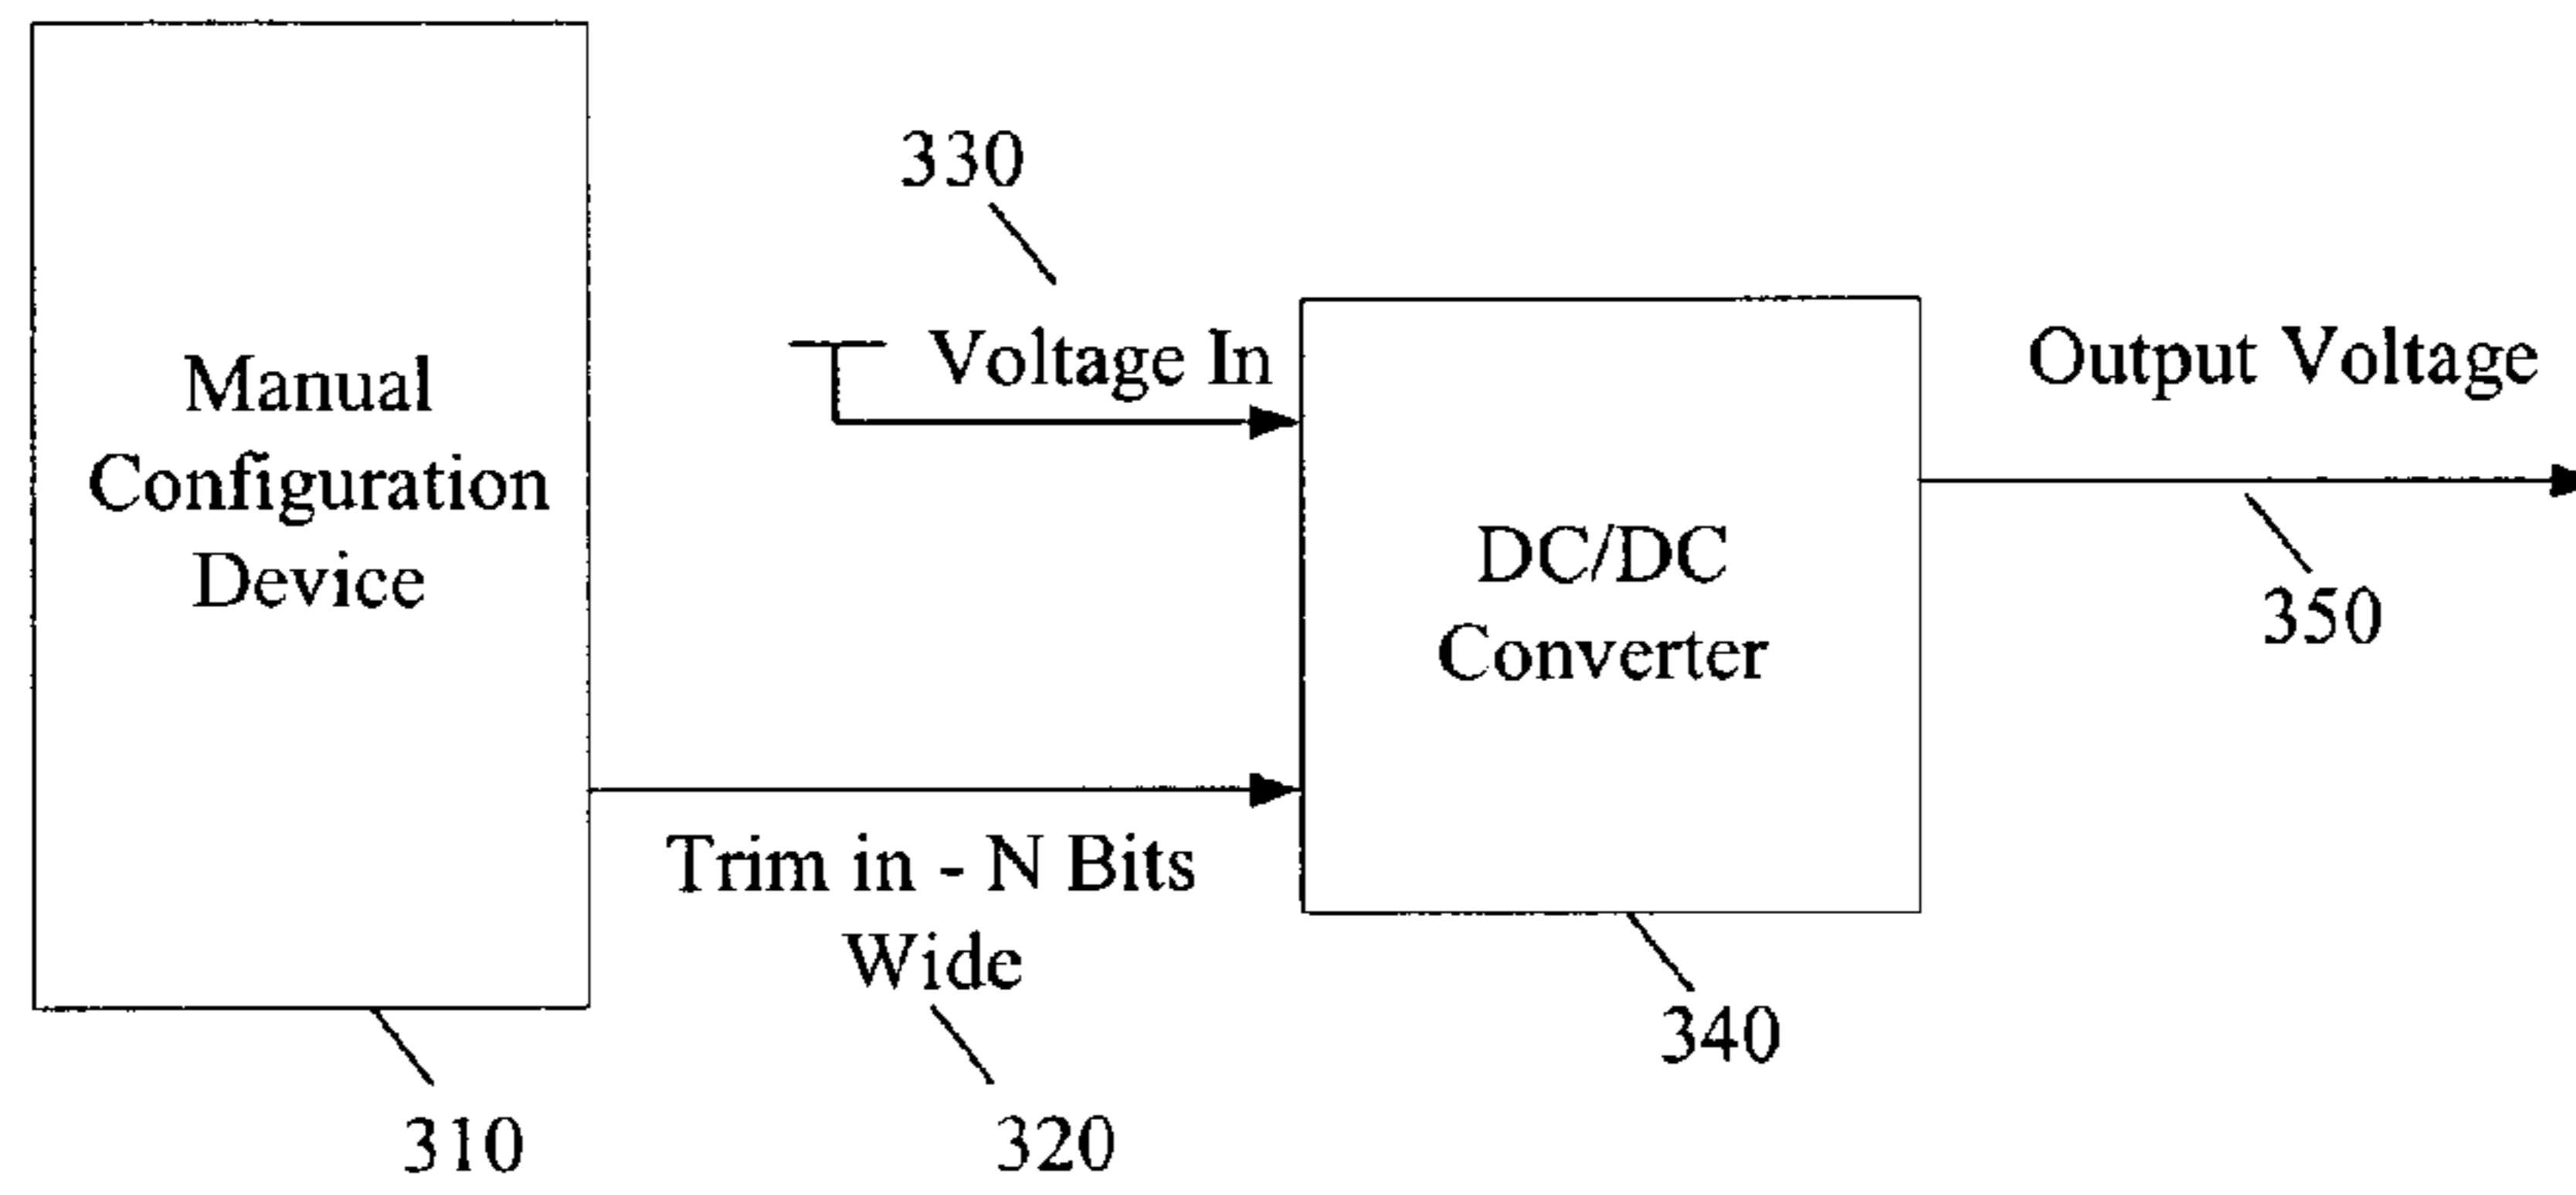 Manual
Configuration
Device
310
330
Voltage In
Trim in - N Bits
Wide
320
DC/DC
Converter
340
Output Voltage
350